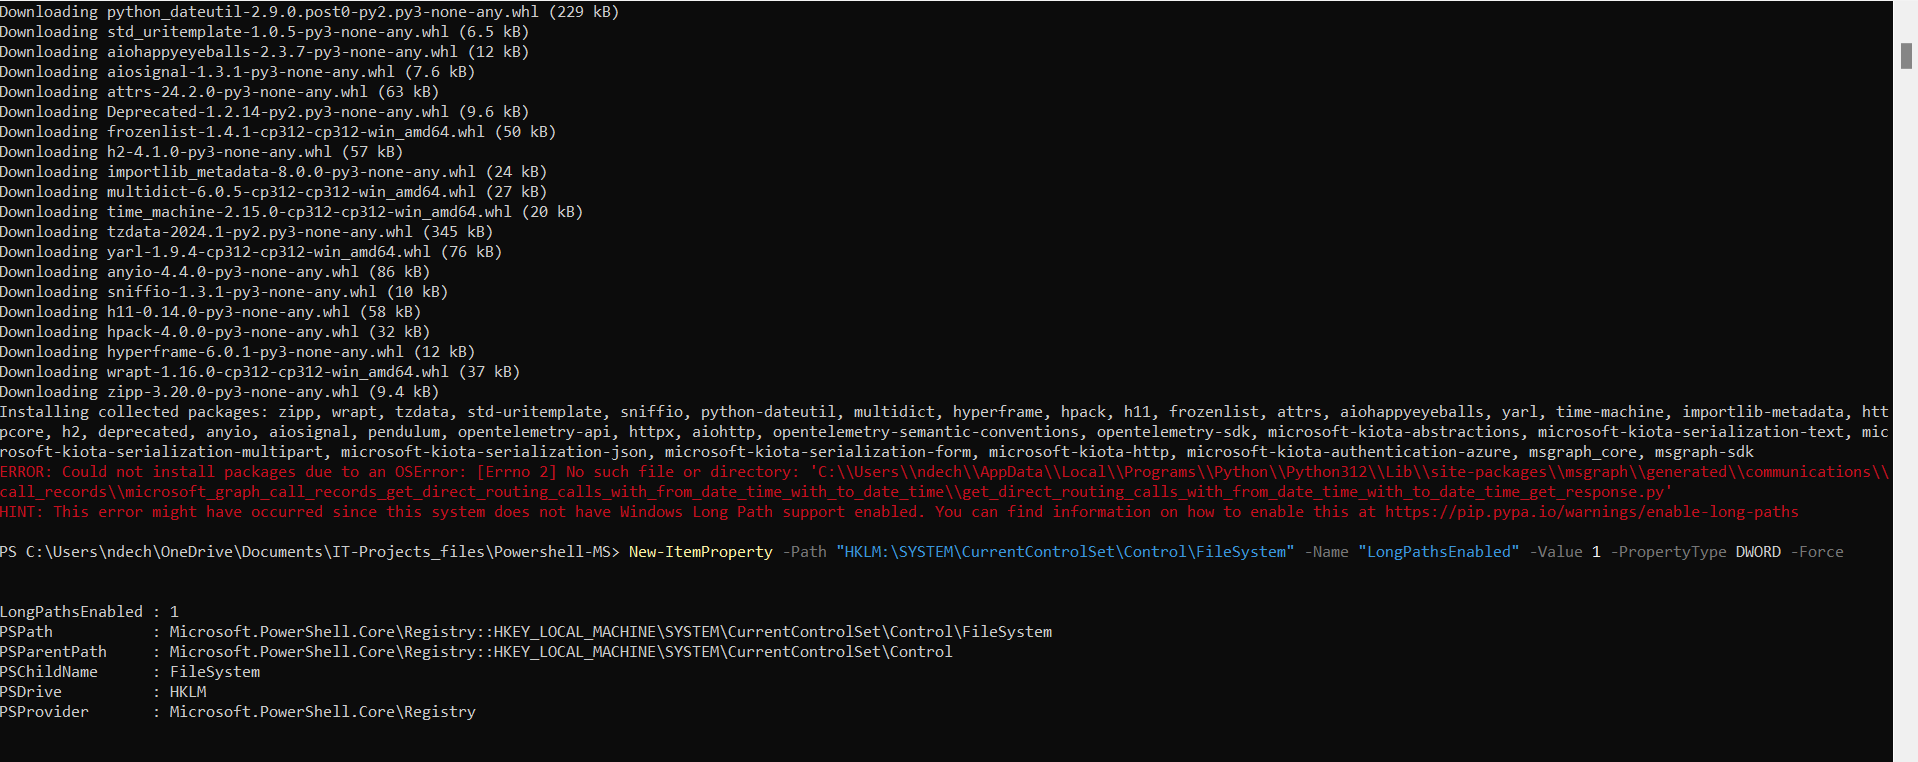 Downloading python_dateutil-2.9.0.post0-py2.py3-none-any.whl (229 kB)
Downloading std_uritemplate-1.0.5-py3-none-any.whl (6.5 kB)
Downloading aiohappyeyeballs-2.3.7-py3-none-any.whl (12 kB)
Downloading aiosignal-1.3.1-py3-none-any.whl (7.6 kB)
Downloading attrs-24.2.0-py3-none-any.whl (63 kB)
Downloading Deprecated-1.2.14-py2.py3-none-any.whl (9.6 kB)
Downloading frozenlist-1.4.1-cp312-cp312-win_amd64.whl (50 kB)
Downloading h2-4.1.0-py3-none-any.whl (57 kB)
Downloading importlib_metadata-8.0.0-py3-none-any.whl (24 kB)
Downloading multidict-6.0.5-cp312-cp312-win_amd64.whl (27 kB)
Downloading time_machine-2.15.0-cp312-cp312-win_amd64.whl (20 kB)
Downloading tzdata-2024.1-py2.py3-none-any.whl (345 kB)
Downloading yarl-1.9.4-cp312-cp312-win_amd64.whl (76 kB)
Downloading anyio-4.4.0-py3-none-any.whl (86 kB)
Downloading sniffio-1.3.1-py3-none-any.whl (10 kB)
Downloading h11-0.14.0-py3-none-any.whl (58 kB)
Downloading hpack-4.0.0-py3-none-any.whl (32 kB)
Downloading hyperframe-6.0.1-py3-none-any.whl (12 kB)
Downloading wrapt-1.16.0-cp312-cp312-win_amd64.whl (37 kB)
Downloading zipp-3.20.0-py3-none-any.whl (9.4 kB)
Installing collected packages: zipp, wrapt, tzdata, std-uritemplate, sniffio, python-dateutil, multidict, hyperframe, hpack, h11, frozenlist, attrs, aiohappyeyeballs, yarl, time-machine, importlib-metadata, htt
pcore, h2, deprecated, anyio, aiosignal, pendulum, opentelemetry-api, httpx, aiohttp, opentelemetry-semantic-conventions, opentelemetry-sdk, microsoft-kiota-abstractions, microsoft-kiota-serialization-text, mic
rosoft-kiota-serialization-multipart, microsoft-kiota-serialization-json, microsoft-kiota-serialization-form, microsoft-kiota-http, microsoft-kiota-authentication-azure, msgraph_core, msgraph-sdk
ERROR: Could not install packages due to an OSError: [Errno 2] No such file or directory: 'C:\\Users\\ndech\\AppData\\Local\\Programs\\Python\\Python312\\Lib\\site-packages\\msgraph\\generated\\communications\\
call_records\\microsoft_graph_call_records_get_direct_routing_calls_with_from_date_time_with_to_date_time\\get_direct_routing_calls_with_from_date_time_with_to_date_time_get_response.py'
HINT: This error might have occurred since this system does not have Windows Long Path support enabled. You can find information on how to enable this at https://pip.pypa.io/warnings/enable-long-paths
PS C:\Users\ndech\OneDrive\Documents\IT-Projects_files\Powershell-MS> New-ItemProperty -Path "HKLM:\SYSTEM\CurrentControlSet\Control\FileSystem" -Name "LongPathsEnabled" -Value 1 -PropertyType DWORD -Force
LongPathsEnabled : 1
PSPath           : Microsoft.PowerShell.Core\Registry::HKEY_LOCAL_MACHINE\SYSTEM\CurrentControlSet\Control\FileSystem
PSParentPath     : Microsoft.PowerShell.Core\Registry::HKEY_LOCAL_MACHINE\SYSTEM\CurrentControlSet\Control
PSChildName      : FileSystem
PSDrive          : HKLM
PSProvider       : Microsoft.PowerShell.Core\Registry